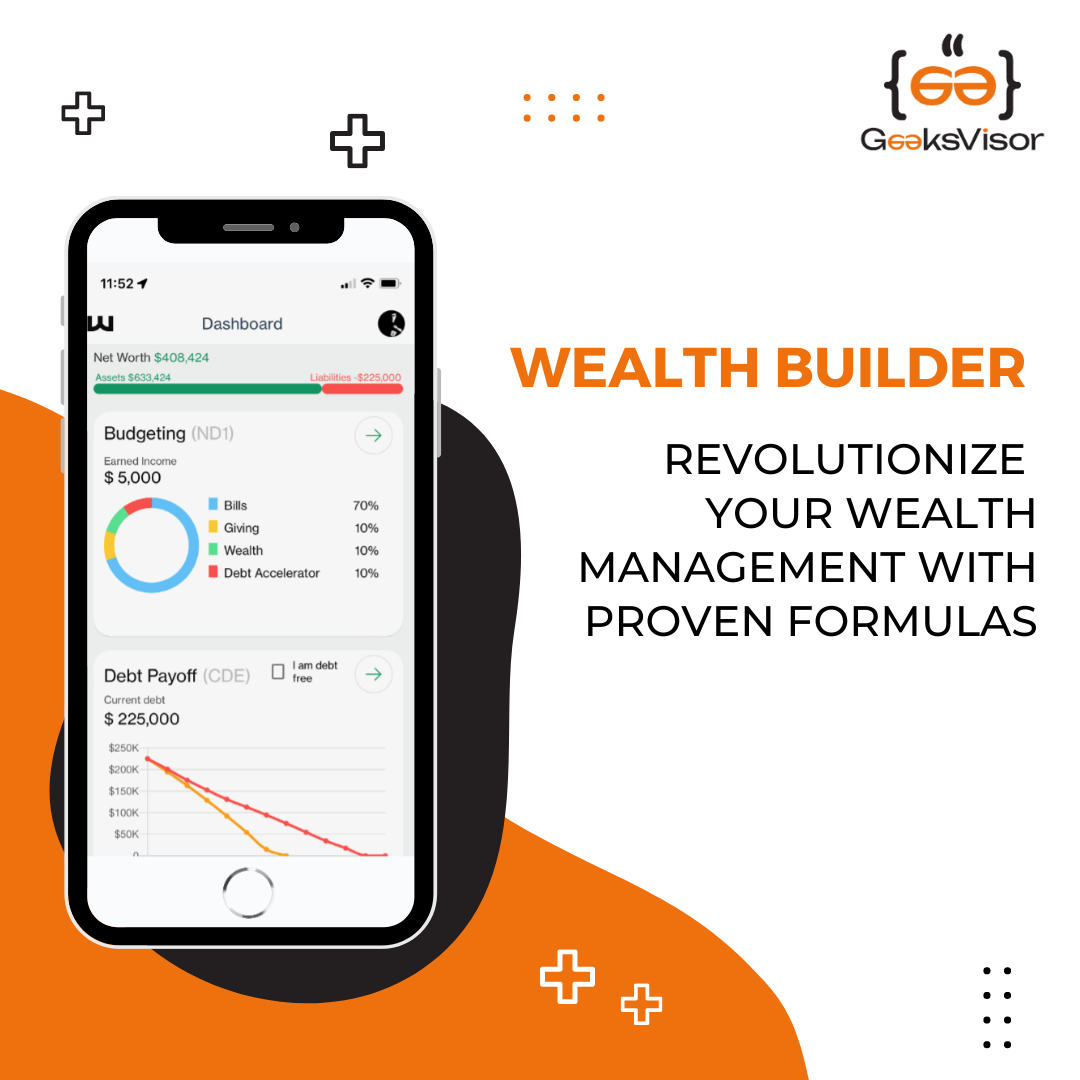 GeeksVisor
11:52
Dashboard
Net Worth $408,424
Assets $633,424 Liabilities -$225,000
Budgeting (ND1)
Earned Income
$ 5,000
Bills 70%
Giving 10%
Wealth 10%
Debt Accelerator 10%
Debt Payoff (CDE)
I am debt
free
Current debt
$ 225,000
$250K
$200K
$150K
$100K
$50K
0
WEALTH BUILDER
REVOLUTIONIZE
YOUR WEALTH
MANAGEMENT WITH
PROVEN FORMULAS